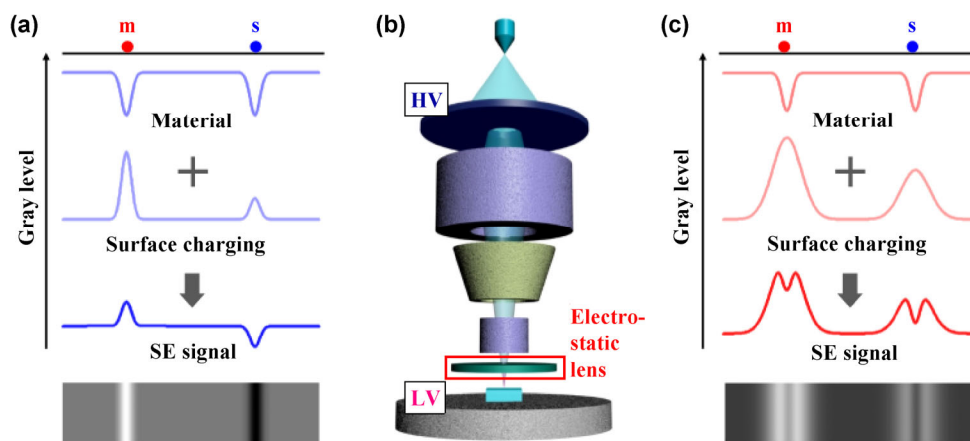 (a)
m
s
Gray level
Material
Surface charging
SE signal
(b)
HV
Electro-
static
lens
LV
(c)
m
s
Gray level
Material
Surface charging
SE signal